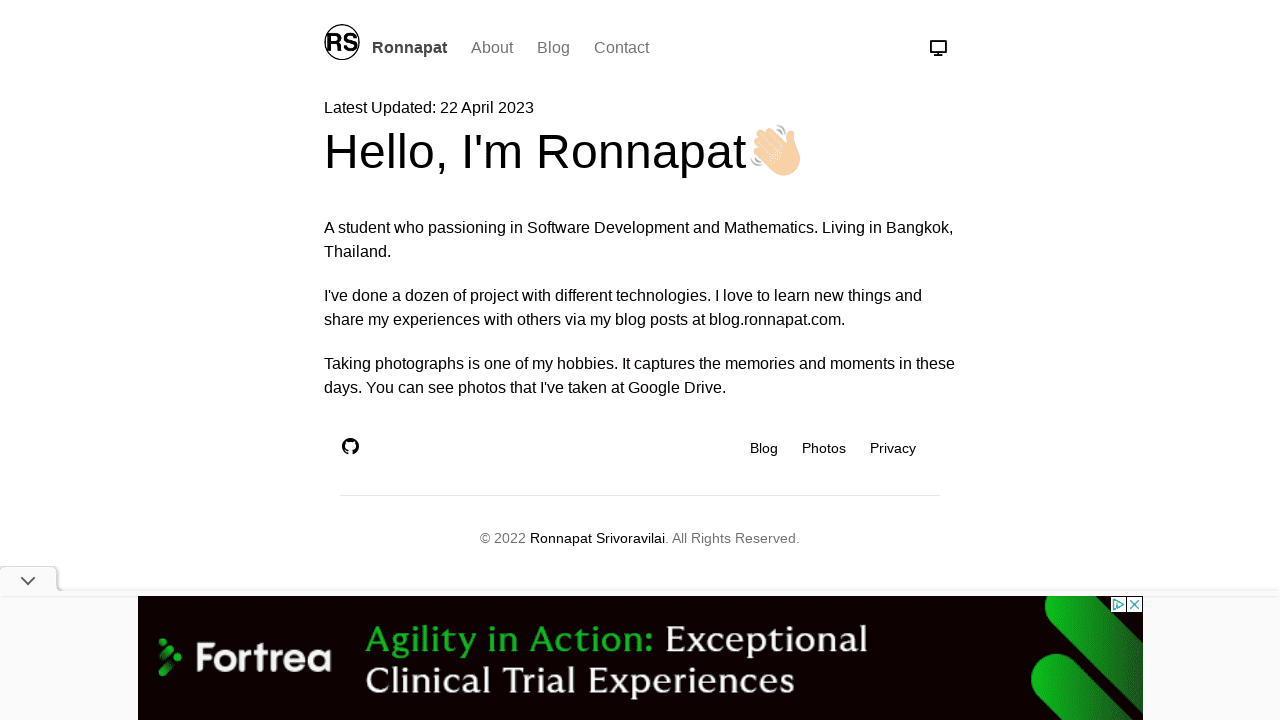 RS Ronnapat About Blog Contact
Latest Updated: 22 April 2023
Hello, I'm Ronnapat
A student who passioning in Software Development and Mathematics. Living in Bangkok,
Thailand.
I've done a dozen of project with different technologies. I love to learn new things and
share my experiences with others via my blog posts at blog.ronnapat.com.
Taking photographs is one of my hobbies. It captures the memories and moments in these
days. You can see photos that I've taken at Google Drive.
Blog Photos Privacy
© 2022 Ronnapat Srivoravilai. All Rights Reserved.
Fortrea
Agility in Action: Exceptional
Clinical Trial Experiences